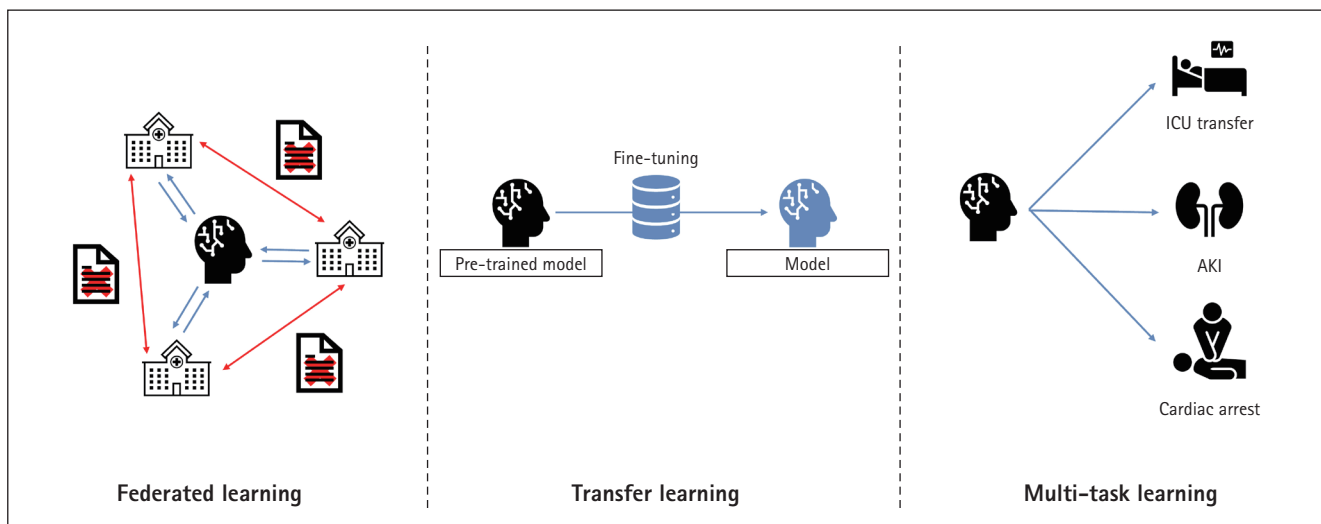 Federated learning
Fine-tuning
Pre-trained model
Model
Transfer learning
ICU transfer
AKI
Cardiac arrest
Multi-task learning